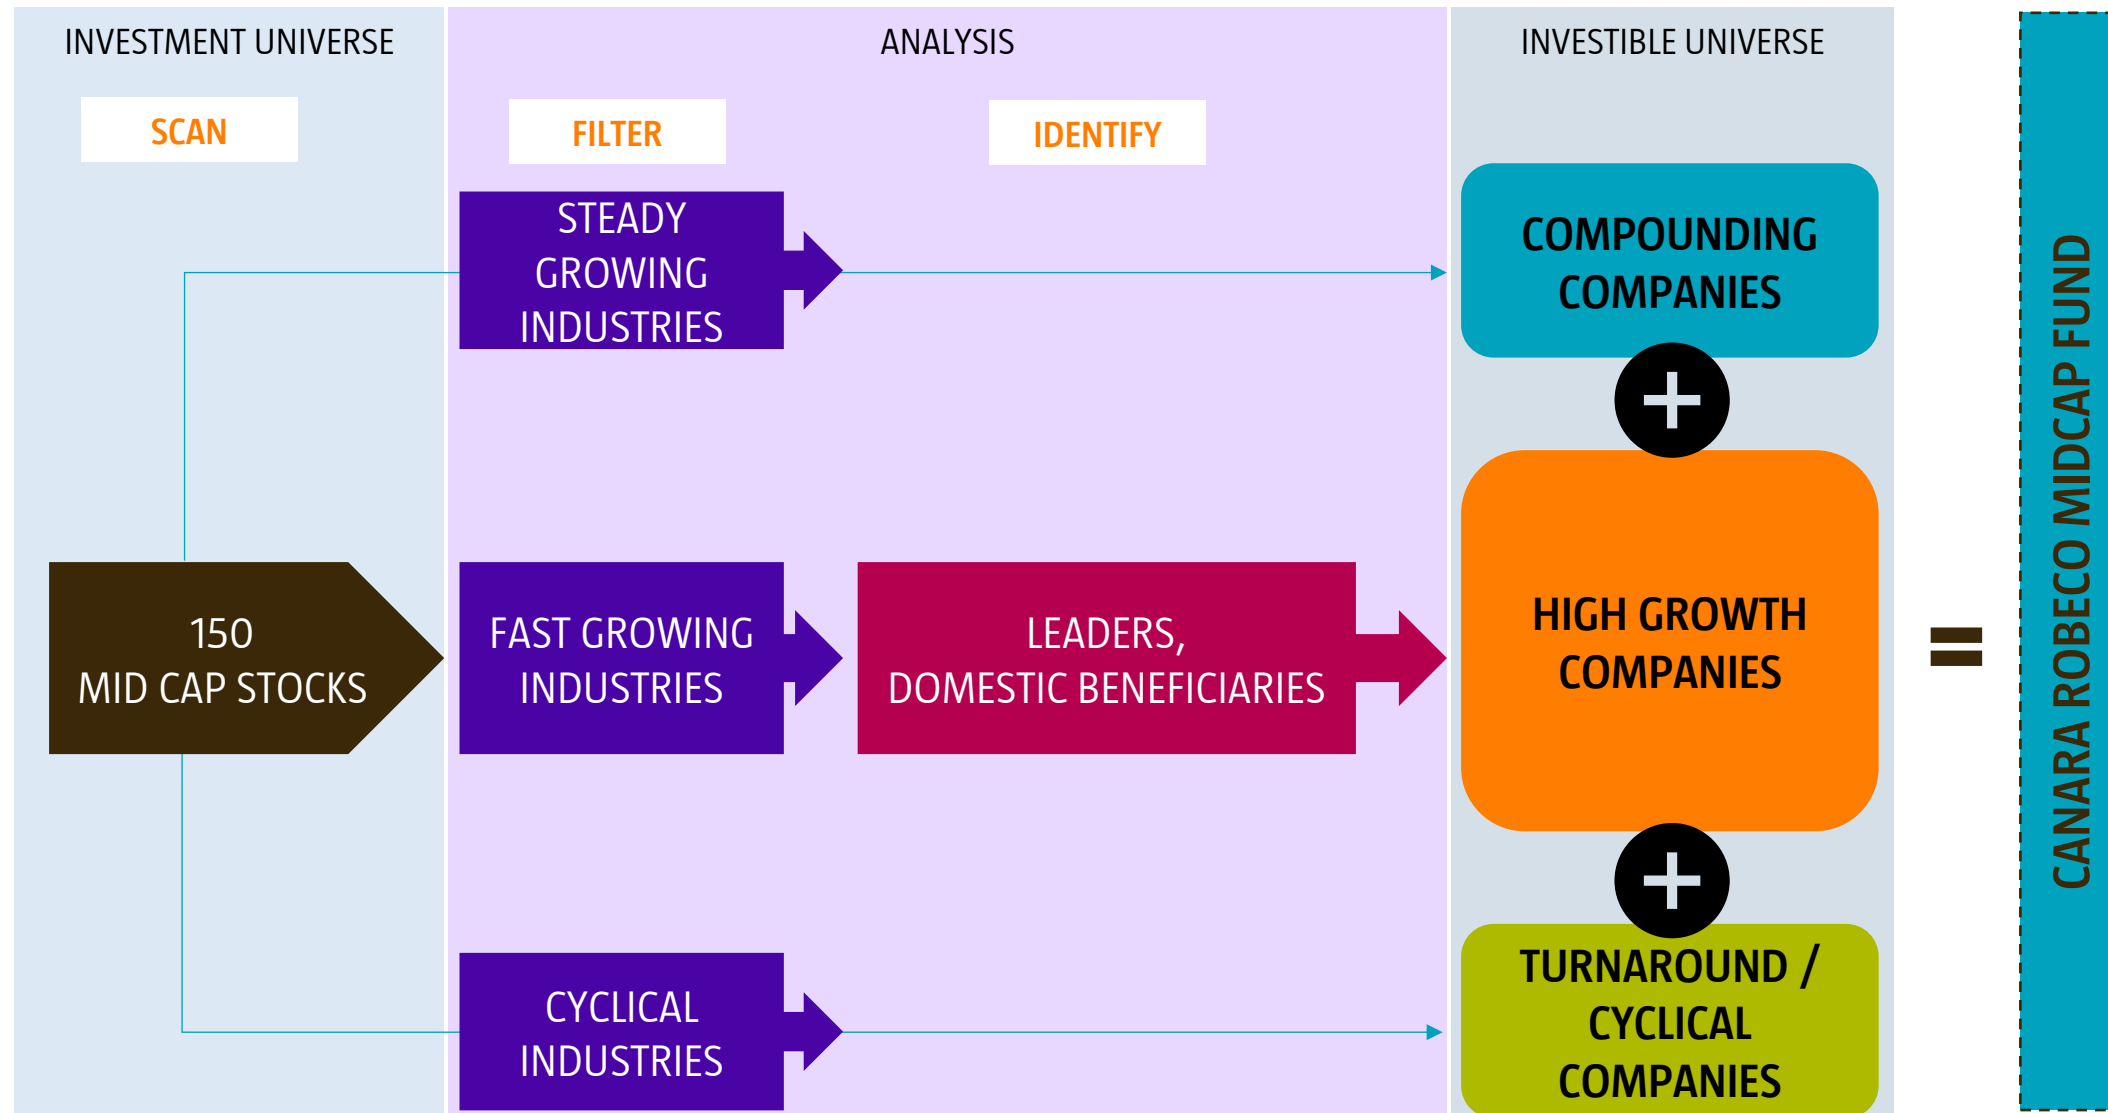 INVESTMENT UNIVERSE
ANALYSIS
INVESTIBLE UNIVERSE
SCAN
FILTER
IDENTIFY
STEADY
GROWING
INDUSTRIES
COMPOUNDING
COMPANIES
+
150
MID CAP STOCKS
FAST GROWING
INDUSTRIES
LEADERS,
DOMESTIC BENEFICIARIES
HIGH GROWTH
COMPANIES
=
CANARA ROBECO MIDCAP FUND
+
CYCLICAL
INDUSTRIES
TURNAROUND /
CYCLICAL
COMPANIES